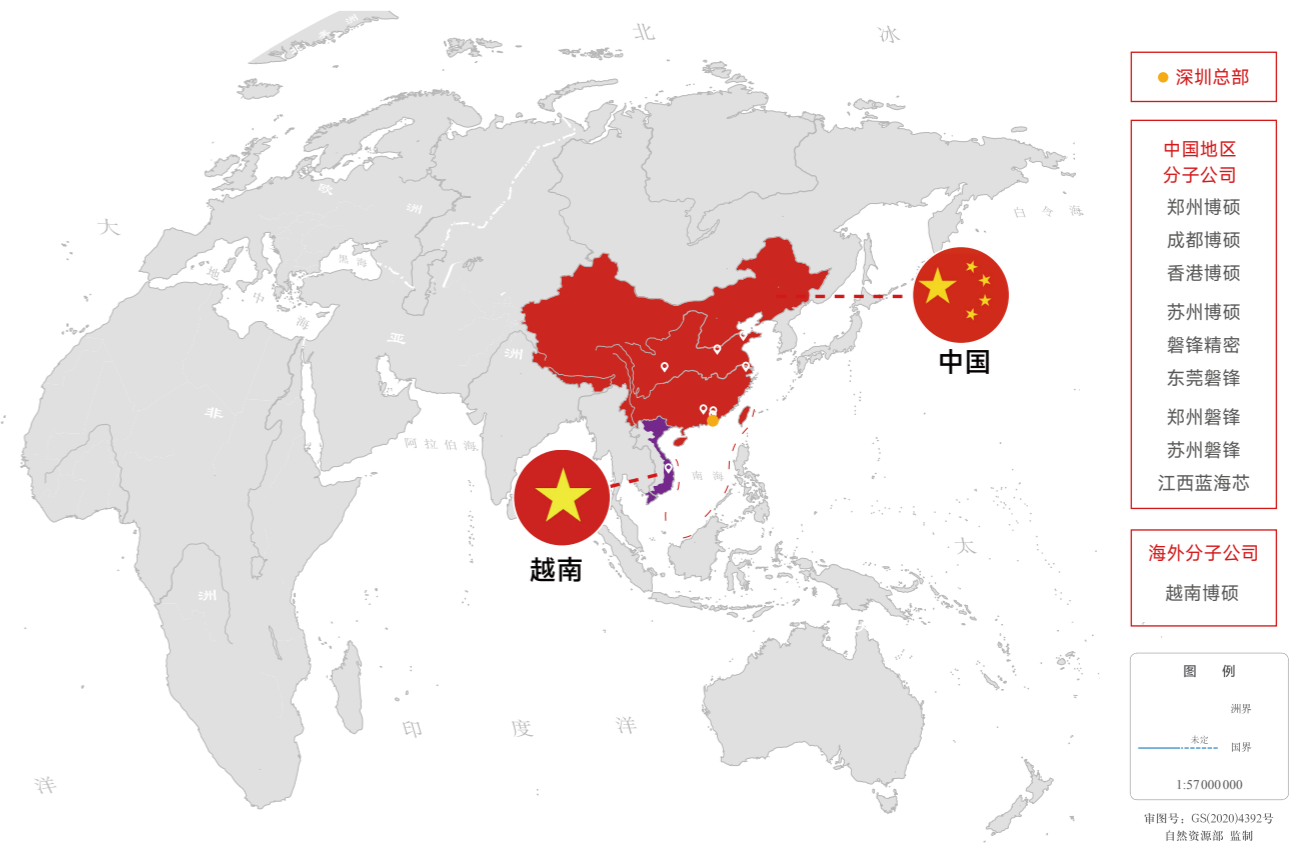 洲
北
冰
深圳总部
中国地区
分子公司
郑州博硕
成都博硕
香港博硕
苏州博硕
磐锋精密
东莞磐锋
郑州磐锋
苏州磐锋
江西蓝海芯
海外分子公司
越南博硕
欧
洲
大
白令海
黑海
地
中
海
中国
亚
洲
非
阿拉伯海
南海
越南
太
洲
印度洋
洋
图 例
洲界
未定
国界
1:57000000
审图号：GS(2020)4392号
自然资源部 监制